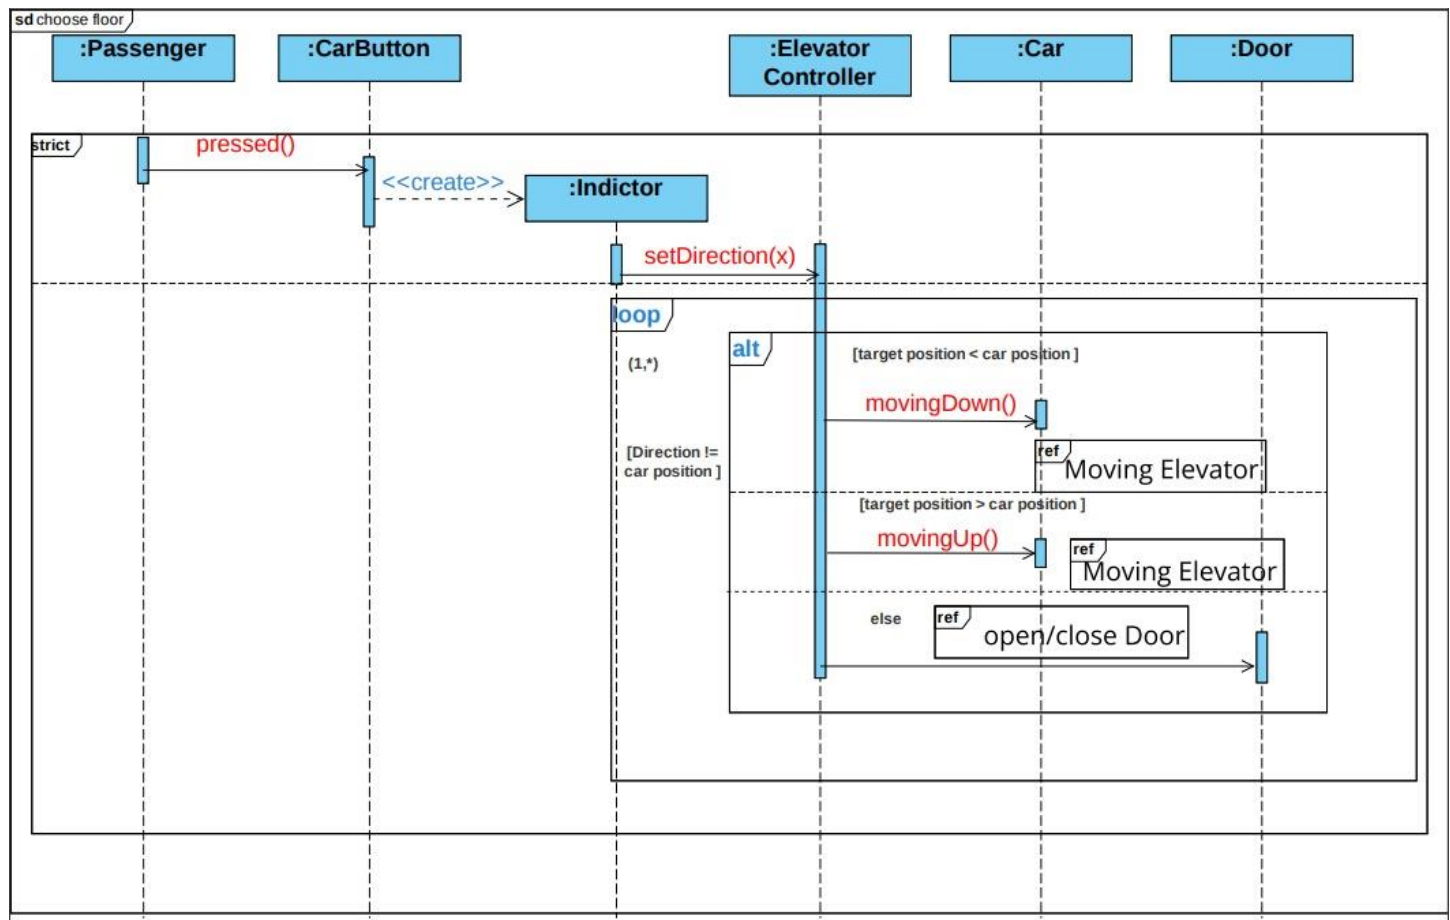 sd choose floor
:Passenger
:CarButton
:Elevator
Controller
:Car
:Door
strict
pressed()
<<create>>
:Indictor
setDirection(x)
loop
(1,*)
[Direction !=
car position ]
alt
[target position < car position ]
movingDown()
ref
Moving Elevator
[target position > car position ]
movingUp()
ref
Moving Elevator
else
ref
open/close Door